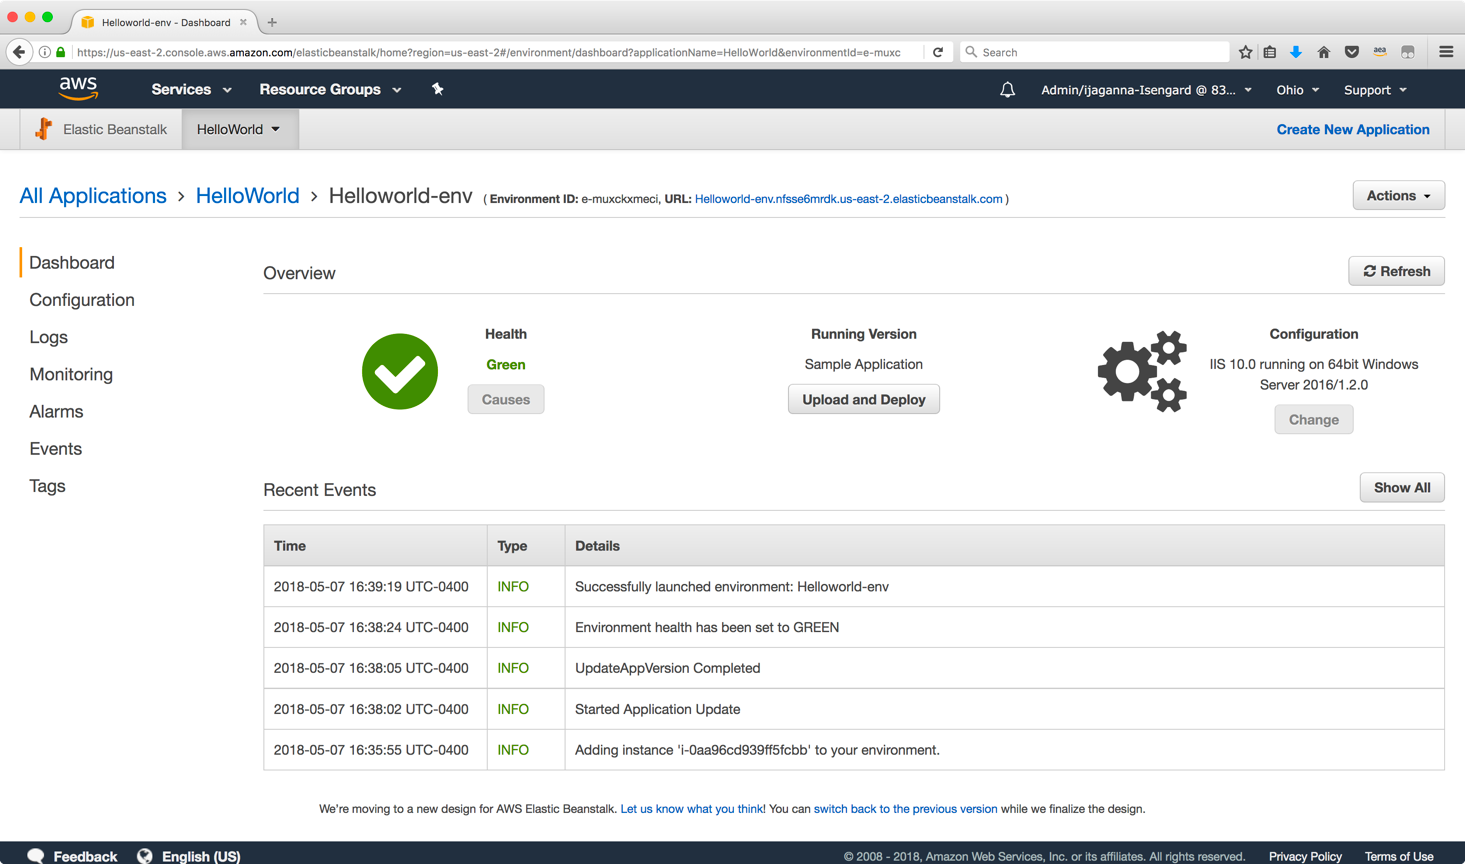 Helloworld-env - Dashboard
https://us-east-2.console.aws.amazon.com/elasticbeanstalk/home?region=us-east-2#/environment/dashboard?applicationName=HelloWorld&environmentId=e-muxc
Search
aea
aws Services Resource Groups Admin/ijaganna-Isengard @ 83... Ohio Support
Elastic Beanstalk HelloWorld Create New Application
All Applications > HelloWorld > Helloworld-env ( Environment ID: e-muxckxmeci, URL: Helloworld-env.nfsse6mrdk.us-east-2.elasticbeanstalk.com ) Actions
Dashboard
Configuration
Logs
Monitoring
Alarms
Events
Tags
Overview Refresh
Health
Green
Causes
Running Version
Sample Application
Upload and Deploy
Configuration
IIS 10.0 running on 64bit Windows
Server 2016/1.2.0
Change
Recent Events Show All
Time Type Details
2018-05-07 16:39:19 UTC-0400 INFO Successfully launched environment: Helloworld-env
2018-05-07 16:38:24 UTC-0400 INFO Environment health has been set to GREEN
2018-05-07 16:38:05 UTC-0400 INFO UpdateAppVersion Completed
2018-05-07 16:38:02 UTC-0400 INFO Started Application Update
2018-05-07 16:35:55 UTC-0400 INFO Adding instance 'i-0aa96cd939ff5fcbb' to your environment.
We're moving to a new design for AWS Elastic Beanstalk. Let us know what you think! You can switch back to the previous version while we finalize the design.
Feedback English (US) © 2008 - 2018, Amazon Web Services, Inc. or its affiliates. All rights reserved. Privacy Policy Terms of Use